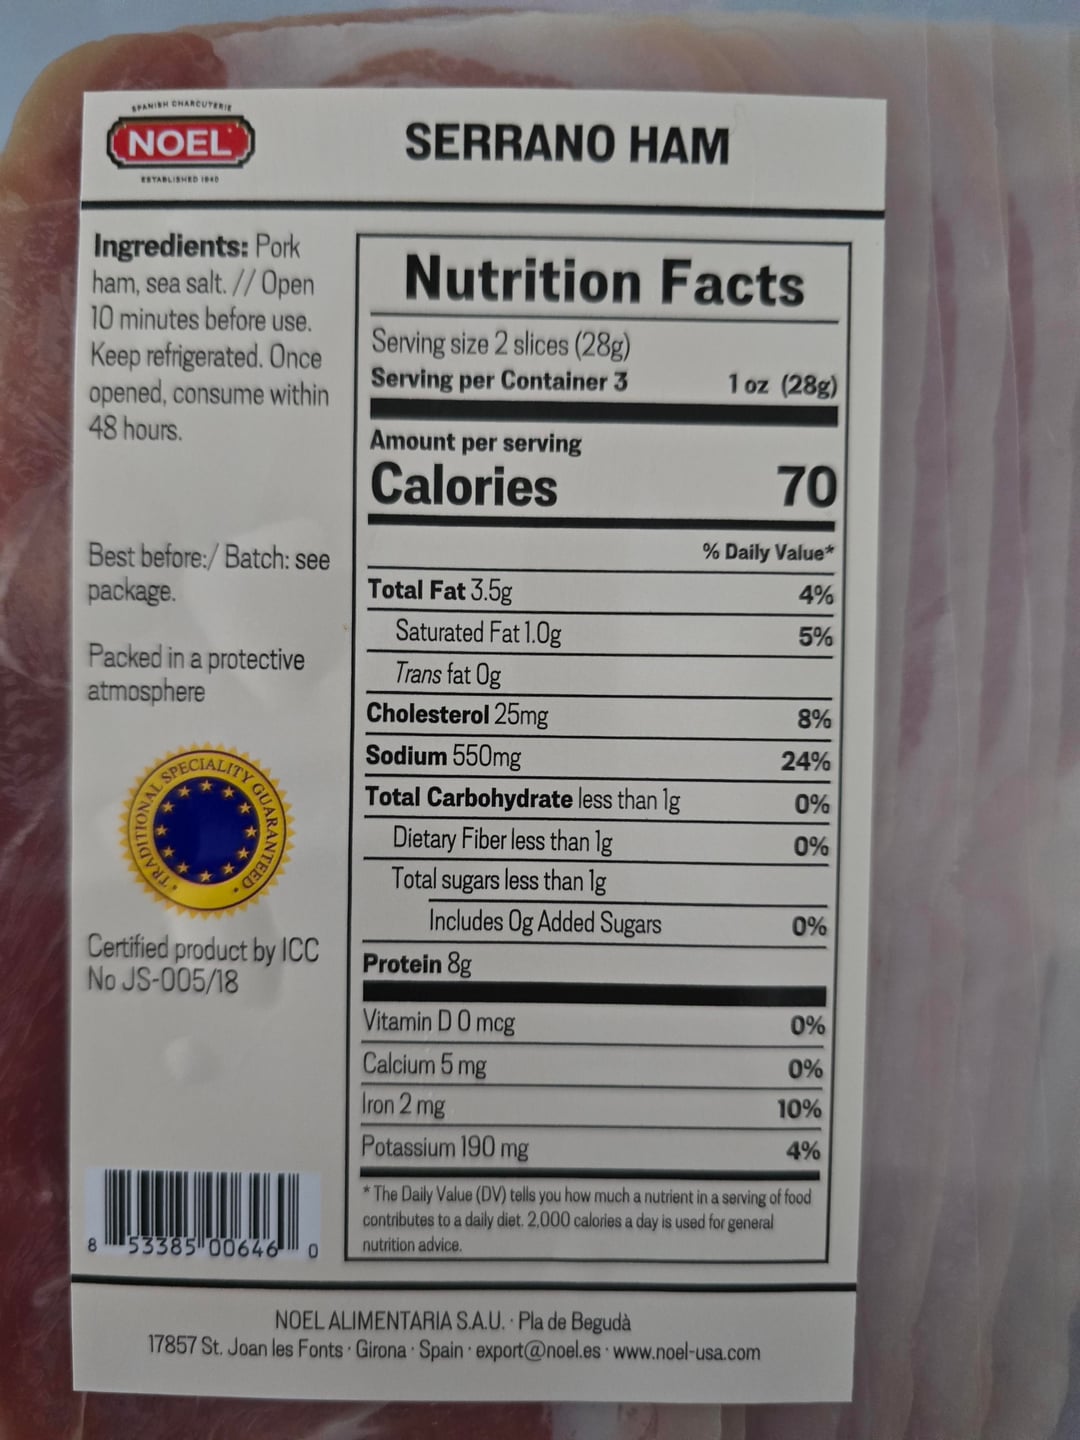 SPANISH CHARCUTERIE
NOEL
ESTABLISHED 1940
SERRANO HAM
Ingredients: Pork
ham, sea salt. // Open
10 minutes before use.
Keep refrigerated. Once
opened, consume within
48 hours.
Best before:/ Batch: see
package.
Packed in a protective
atmosphere
TRADITIONAL SPECIALITY GUARANTEED
Certified product by ICC
No JS-005/18
8 53385 00646 0
Nutrition Facts
Serving size 2 slices (28g)
Serving per Container 3 1 oz (28g)
Amount per serving
Calories 70
% Daily Value*
Total Fat 3.5g 4%
Saturated Fat 1.0g 5%
Trans fat 0g
Cholesterol 25mg 8%
Sodium 550mg 24%
Total Carbohydrate less than 1g 0%
Dietary Fiber less than 1g 0%
Total sugars less than 1g
Includes 0g Added Sugars 0%
Protein 8g
Vitamin D 0 mcg 0%
Calcium 5 mg 0%
Iron 2 mg 10%
Potassium 190 mg 4%
* The Daily Value (DV) tells you how much a nutrient in a serving of food
contributes to a daily diet. 2,000 calories a day is used for general
nutrition advice.
NOEL ALIMENTARIA S.A.U. · Pla de Begudà
17857 St. Joan les Fonts · Girona · Spain · export@noel.es · www.noel-usa.com